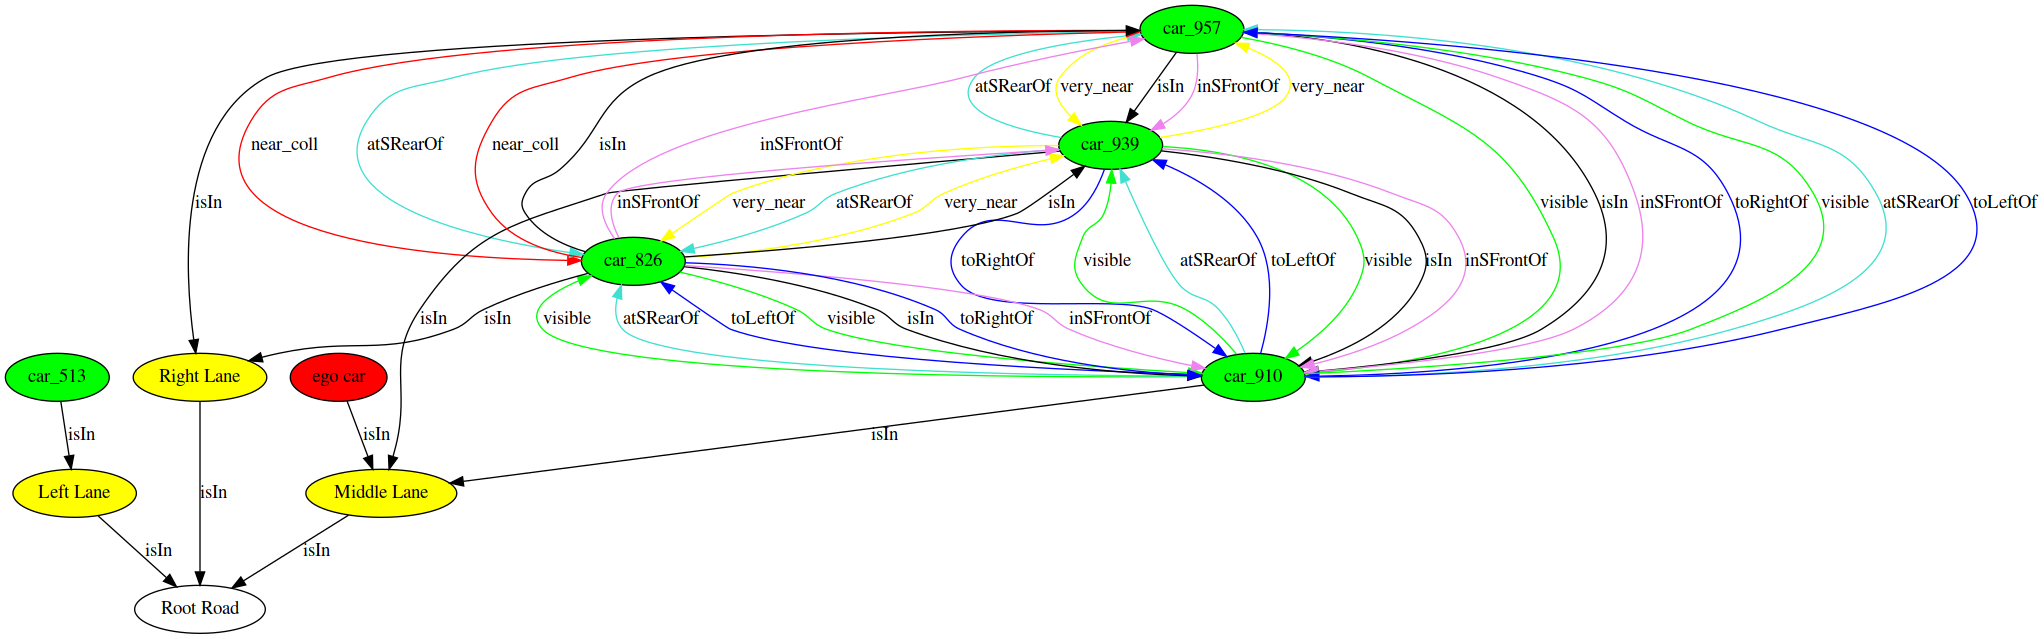 car_957
atSRearOf
very_near
isIn
inSFrontOf
very_near
near_coll
atSRearOf
near_coll
isIn
inSFrontOf
car_939
isIn
inSFrontOf
very_near
atSRearOf
very_near
isIn
visible
isIn
inSFrontOf
toRightOf
visible
atSRearOf
toLeftOf
car_826
toRightOf
visible
atSRearOf
toLeftOf
visible
isIn
inSFrontOf
isIn
isIn
visible
atSRearOf
toLeftOf
visible
isIn
toRightOf
inSFrontOf
car_513
Right Lane
ego car
car_910
isIn
isIn
isIn
Left Lane
isIn
Middle Lane
isIn
isIn
Root Road